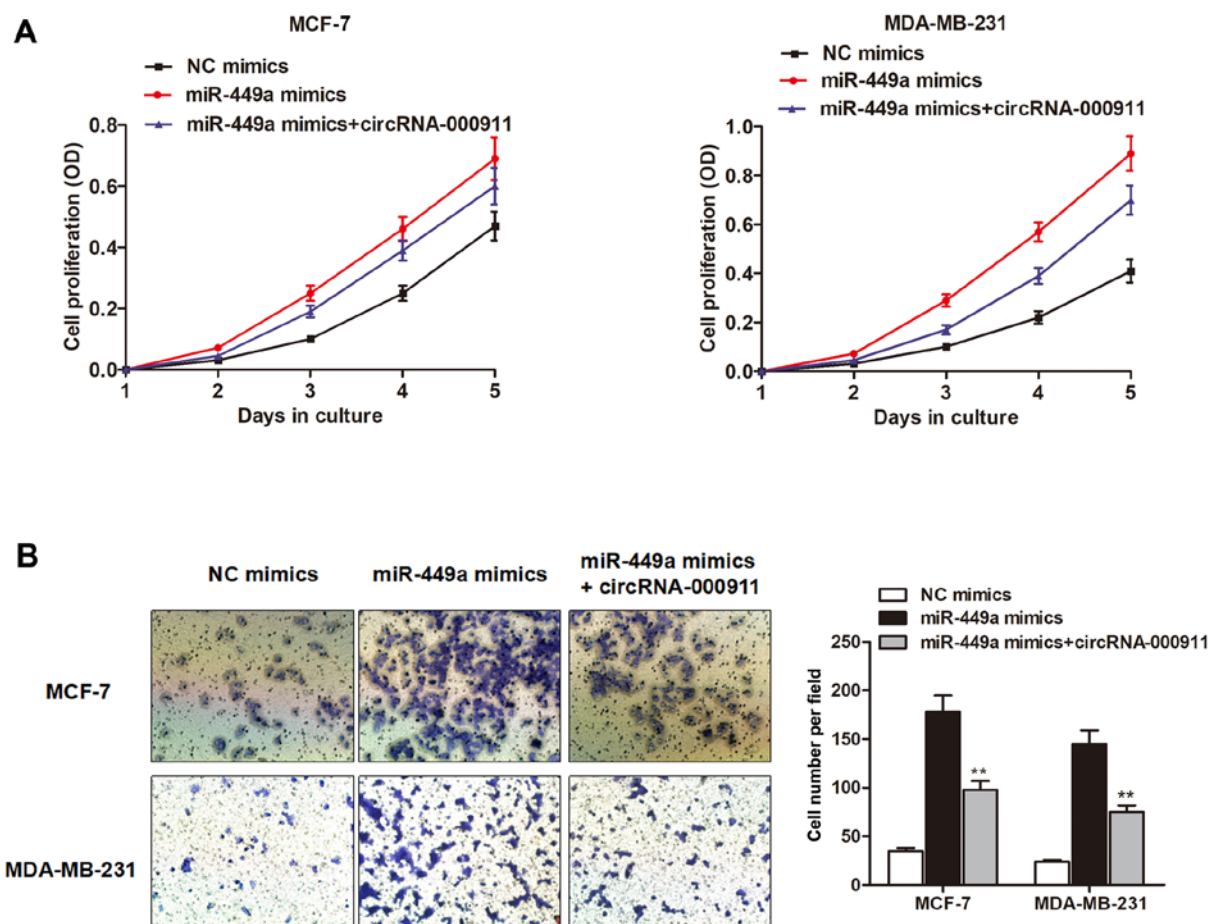 A
MCF-7
NC mimics
miR-449a mimics
miR-449a mimics+circRNA-000911
Cell proliferation (OD)
0.8
0.6
0.4
0.2
0.0
1 2 3 4 5
Days in culture
MDA-MB-231
NC mimics
miR-449a mimics
miR-449a mimics+circRNA-000911
Cell proliferation (OD)
1.0
0.8
0.6
0.4
0.2
0.0
1 2 3 4 5
Days in culture
B
NC mimics
miR-449a mimics
miR-449a mimics
+ circRNA-000911
MCF-7
MDA-MB-231
NC mimics
miR-449a mimics
miR-449a mimics+circRNA-000911
Cell number per field
250
200
150
100
50
0
**
**
MCF-7
MDA-MB-231